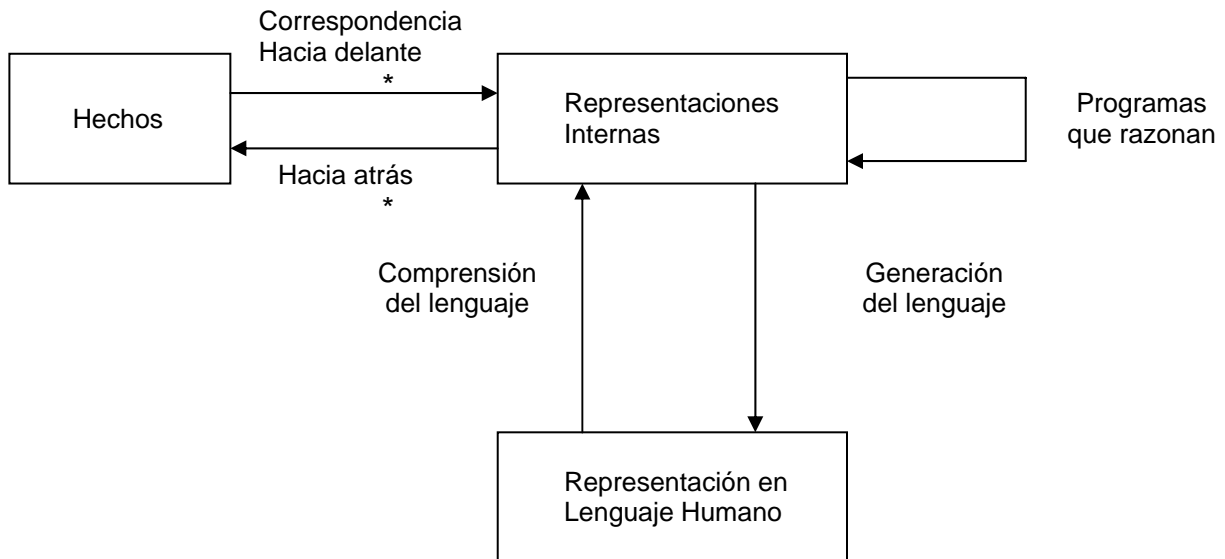 Correspondencia
Hacia delante
*
Hechos
Representaciones
Internas
Programas
que razonan
Hacia atrás
*
Comprensión
del lenguaje
Generación
del lenguaje
Representación en
Lenguaje Humano